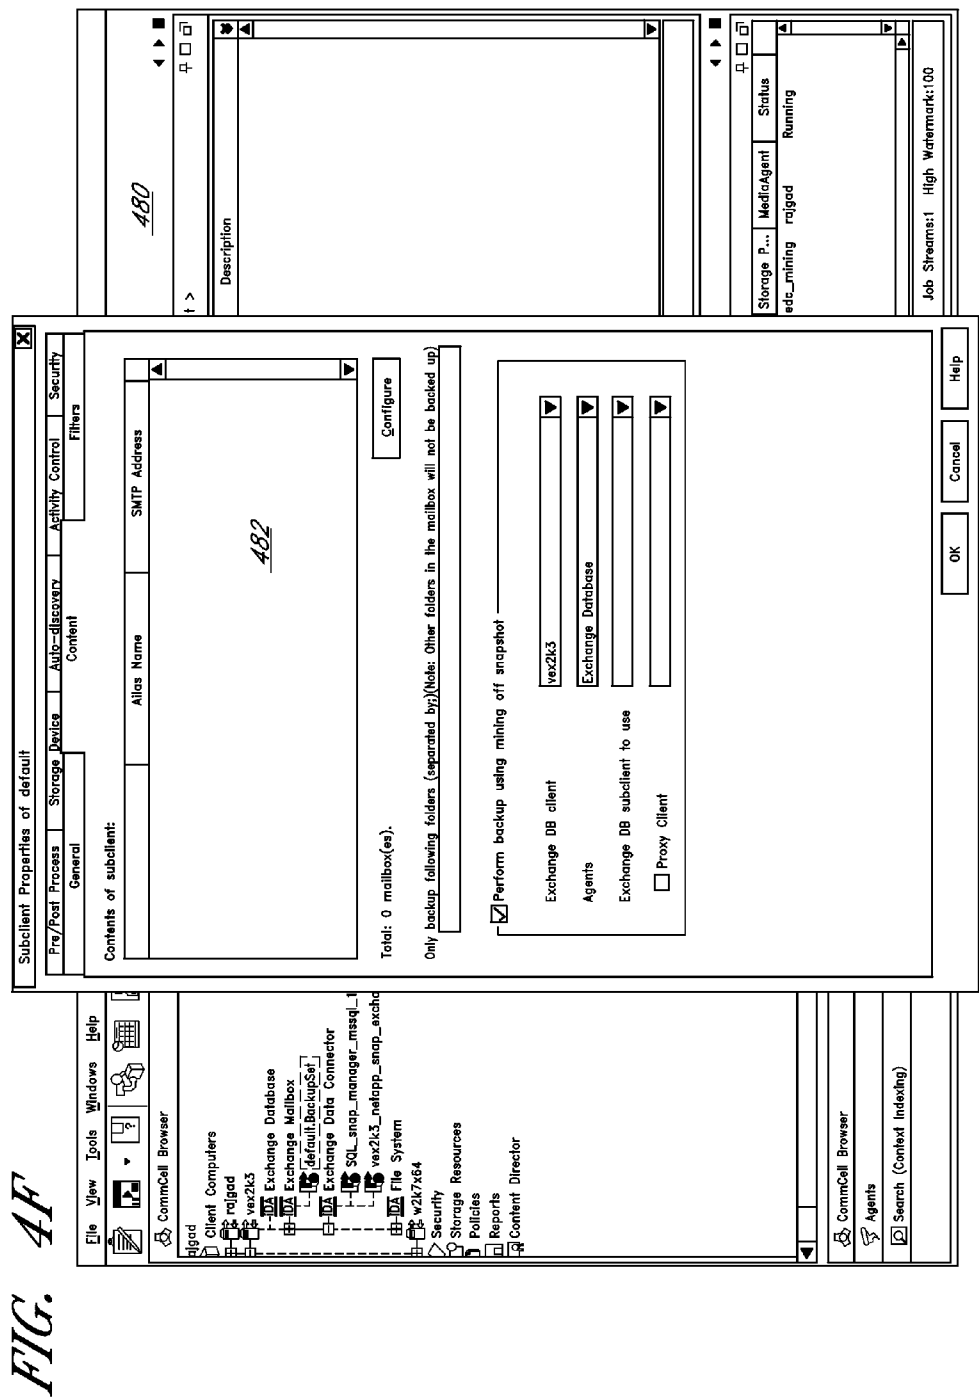 FIG. 4F
File View Tools Windows Help
CommCell Browser
ajgad
Client Computers
rajgad
vex2k3
IDA Exchange Database
IDA Exchange Mailbox
default.BackupSet
IDA Exchange Data Connector
SQL_snap_manager_mssql_1
vex2k3_netapp_snap_excha
IDA File System
w2k7x64
Security
Storage Resources
Policies
Reports
Content Director
CommCell Browser
Agents
Search (Context Indexing)
Subclient Properties of default
Pre/Post Process Storage Device Auto-discovery Activity Control Security
General Content Filters
Contents of subclient:
Ailas Name SMTP Address
482
Total: 0 mailbox(es).
Configure
Only backup following folders (separated by;)(Note: Other folders in the mailbox will not be backed up)
Perform backup using mining off snapshot
Exchange DB client vex2k3
Agents Exchange Database
Exchange DB subclient to use
Proxy Client
OK Cancel Help
480
t >
Description
Storage P... MediaAgent Status
edc_mining rajgad Running
Job Streams:1 High Watermark:100